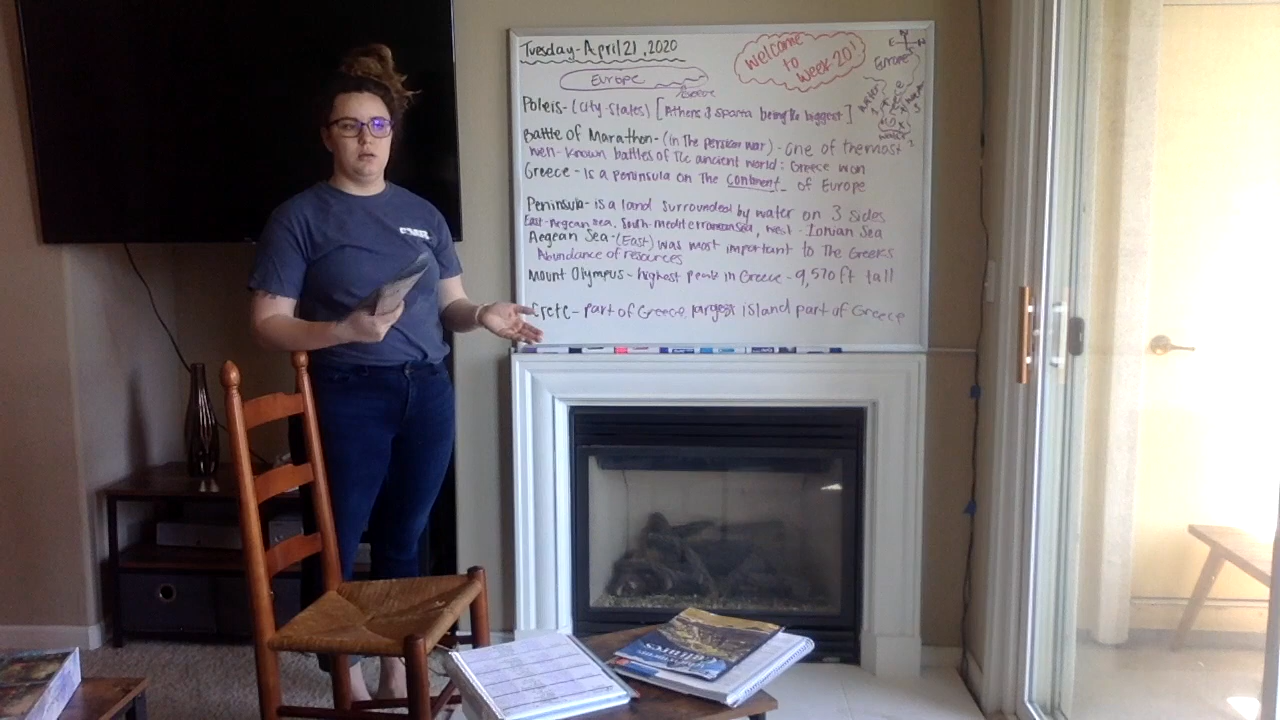 Tuesday-April 21, 2020
Welcome
to
Week 20!
Europe
Greece
Poleis- (City-States) [Athens & Sparta being the biggest]
Battle of Marathon- (in the persian war) - one of the most
well-known battles of the ancient world: Greece won
Greece - is a peninsula on the continent of Europe
Peninsula- is a land surrounded by water on 3 sides
East-Aegean Sea, South-mediterranean Sea, West - Ionian Sea
Aegean Sea-(East) was most important to The Greeks
Abundance of resources
Mount Olympus - highest peak in Greece - 9,570 ft tall
Crete- part of Greece, largest island part of Greece
Europe
Greece
water
water